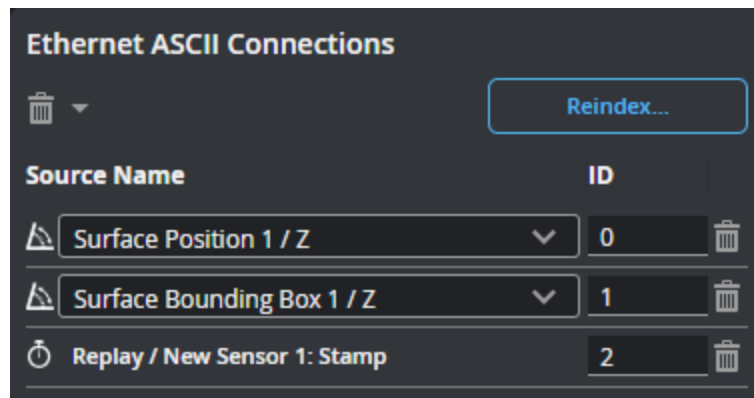 Ethernet ASCII Connections
Reindex...
Source Name ID
Surface Position 1 / Z 0
Surface Bounding Box 1 / Z 1
Replay / New Sensor 1: Stamp 2